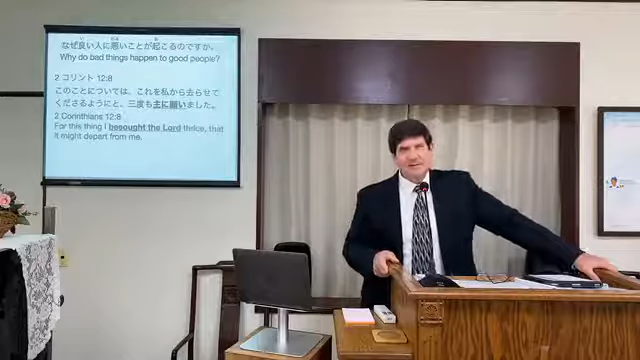 なぜ良い人に悪いことが起こるのですか。
Why do bad things happen to good people?
2 コリント 12:8
このことについては、これを私から去らせて
くださるようにと、三度も主に願いました。
2 Corinthians 12:8
For this thing I besought the Lord thrice, that
it might depart from me.